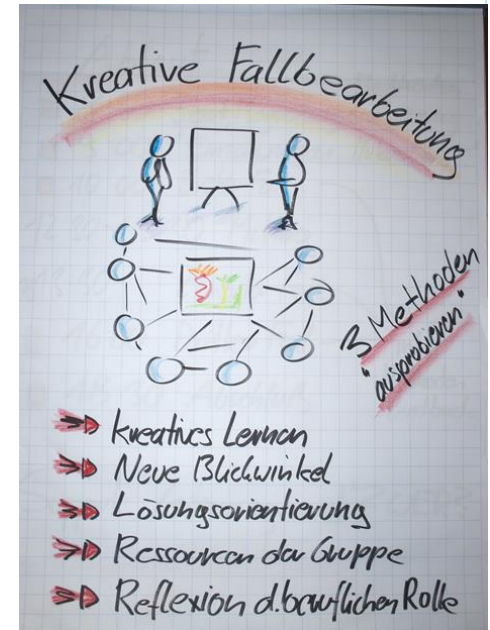 Kreative Fallbearbeitung
"3 Methoden
ausprobieren"
Kreatives Lernen
Neue Blickwinkel
Lösungsorientierung
Ressourcen der Gruppe
Reflexion d. beruflichen Rolle